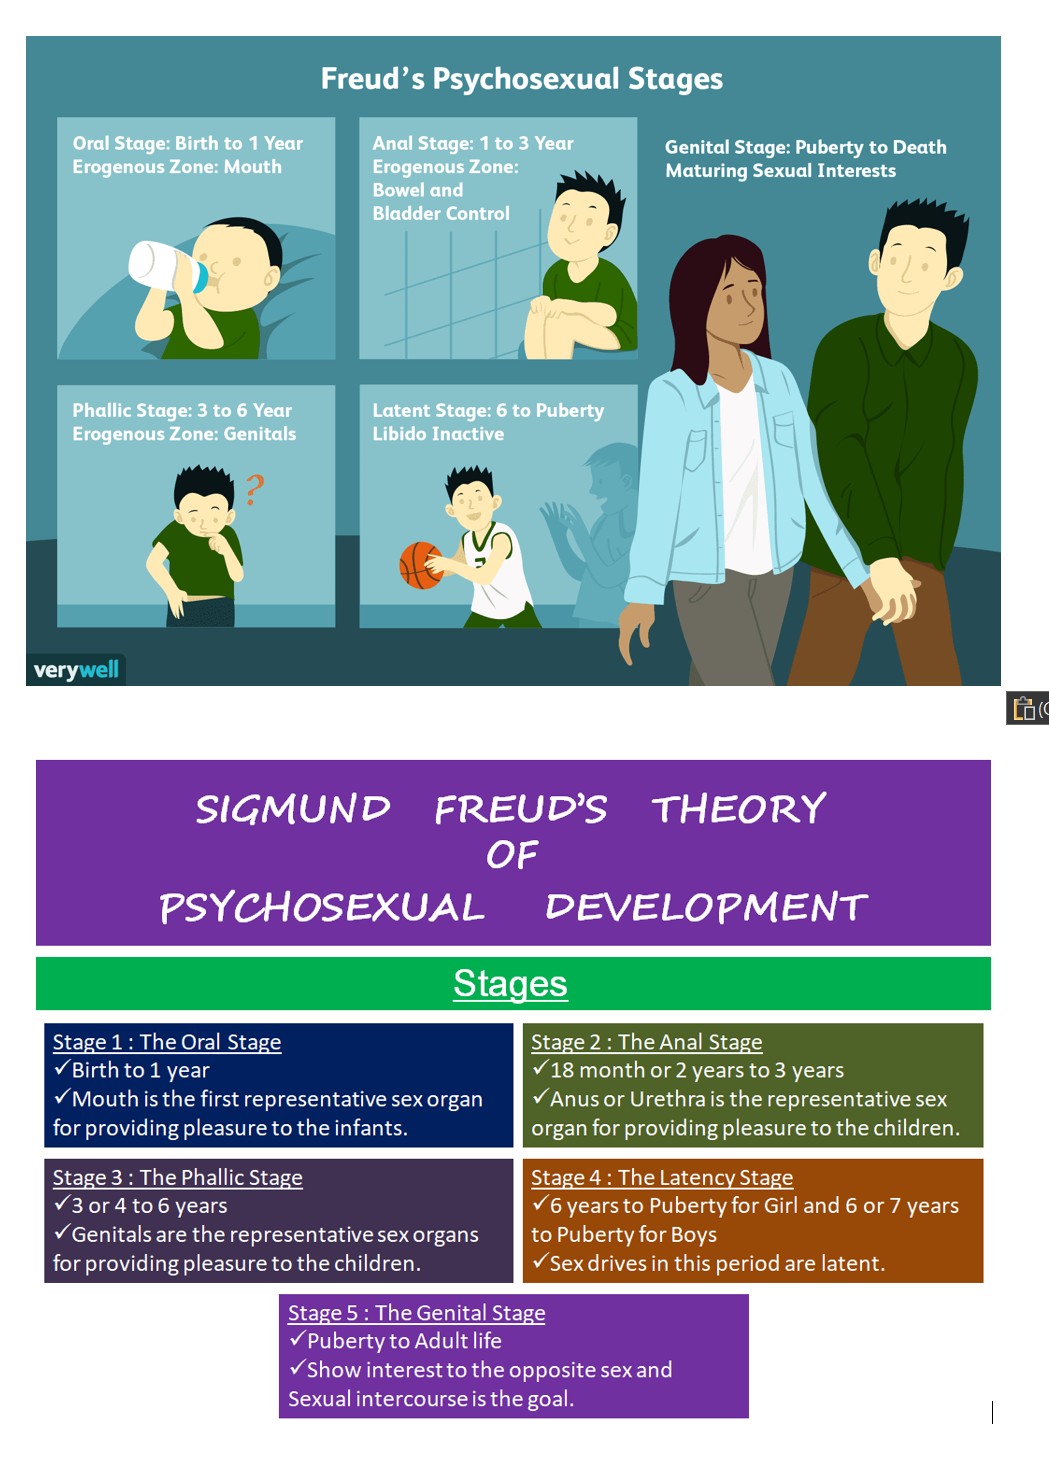 Freud's Psychosexual Stages
Oral Stage: Birth to 1 Year
Erogenous Zone: Mouth
Anal Stage: 1 to 3 Year
Erogenous Zone:
Bowel and
Bladder Control
Genital Stage: Puberty to Death
Maturing Sexual Interests
Phallic Stage: 3 to 6 Year
Erogenous Zone: Genitals
?
Latent Stage: 6 to Puberty
Libido Inactive
verywell
SIGMUND FREUD'S THEORY
OF
PSYCHOSEXUAL DEVELOPMENT
Stages
Stage 1 : The Oral Stage
✓Birth to 1 year
✓Mouth is the first representative sex organ
for providing pleasure to the infants.
Stage 2 : The Anal Stage
✓18 month or 2 years to 3 years
✓Anus or Urethra is the representative sex
organ for providing pleasure to the children.
Stage 3 : The Phallic Stage
✓3 or 4 to 6 years
✓Genitals are the representative sex organs
for providing pleasure to the children.
Stage 4 : The Latency Stage
✓6 years to Puberty for Girl and 6 or 7 years
to Puberty for Boys
✓Sex drives in this period are latent.
Stage 5 : The Genital Stage
✓Puberty to Adult life
✓Show interest to the opposite sex and
Sexual intercourse is the goal.